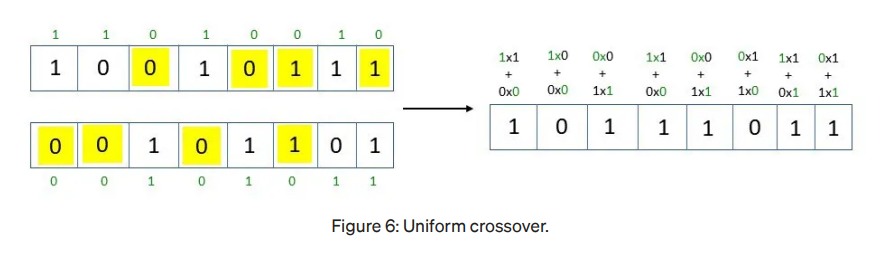 1 1 0 1 0 0 1 0
1 0 0 1 0 1 1 1
0 0 1 0 1 1 0 1
0 0 1 0 1 0 1 1
1x1 1x0 0x0 1x1 0x0 0x1 1x1 0x1
+ + + + + + + +
0x0 0x0 1x1 0x0 1x1 1x0 0x1 1x1
1 0 1 1 1 0 1 1
Figure 6: Uniform crossover.